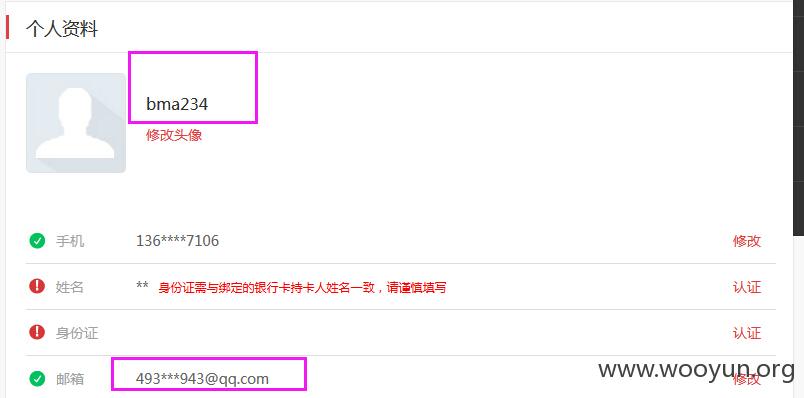 个人资料
bma234
修改头像
手机 136****7106 修改
姓名 ** 身份证需与绑定的银行卡持卡人姓名一致，请谨慎填写 认证
身份证 认证
邮箱 493***943@qq.com 修改
www.wooyun.org